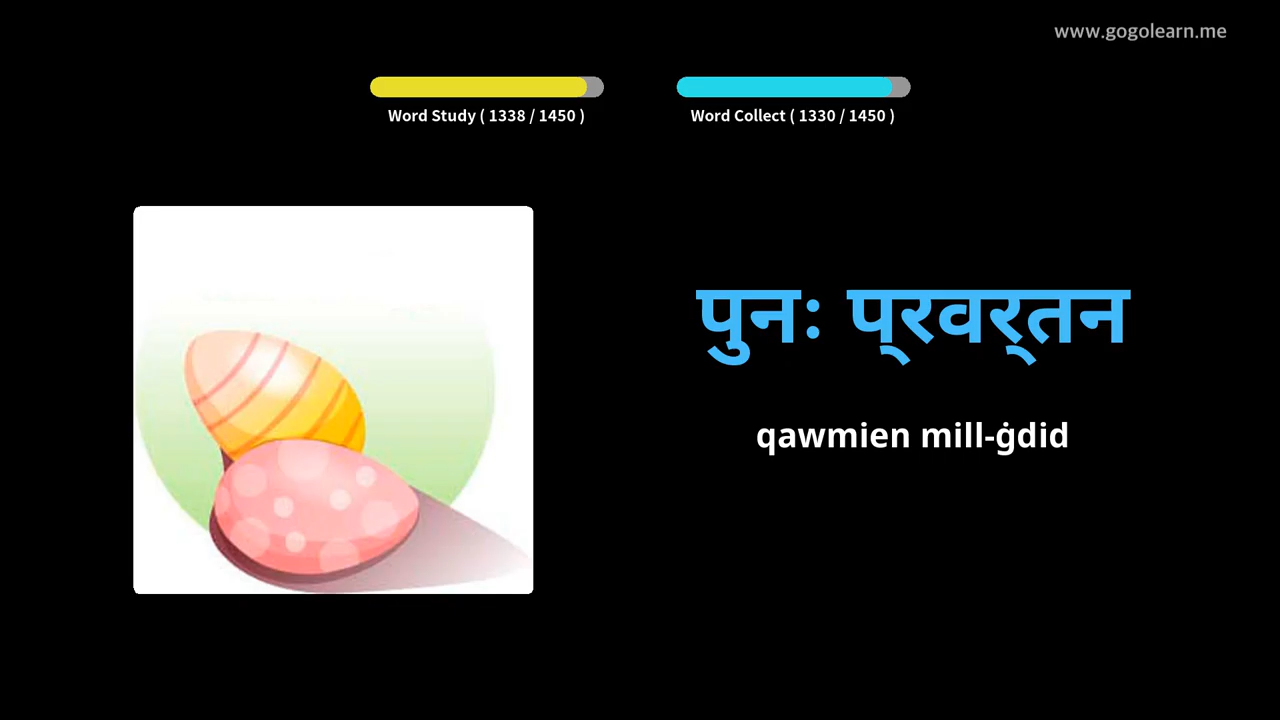 www.gogolearn.me
Word Study ( 1338 / 1450 )
Word Collect ( 1330 / 1450 )
पुनः प्रवर्तन
qawmien mill-ġdid